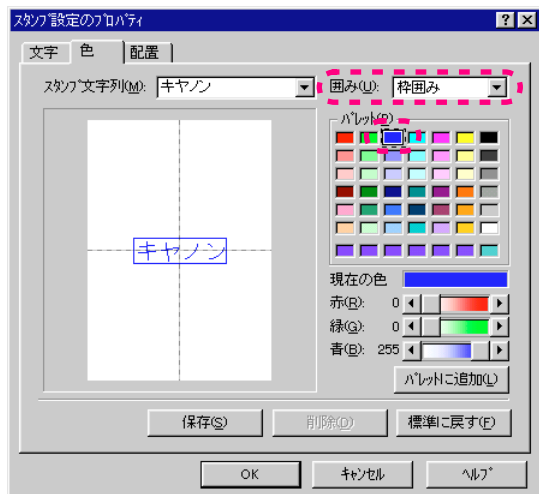 スタンプ設定のプロパティ
文字 色 配置
スタンプ文字列(M): キヤノン 囲み(U): 枠囲み
パレット(P)
キヤノン
現在の色
赤(R): 0
緑(G): 0
青(B): 255
パレットに追加(L)
保存(S) 削除(D) 標準に戻す(F)
OK キャンセル ヘルプ